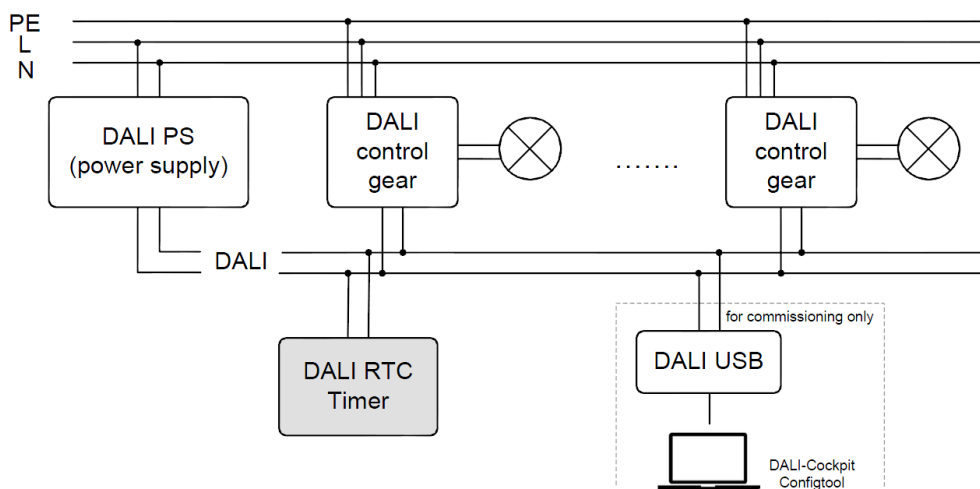 PE
L
N
DALI PS
(power supply)
DALI
control
gear
.......
DALI
control
gear
DALI
for commissioning only
DALI RTC
Timer
DALI USB
DALI-Cockpit
Configtool